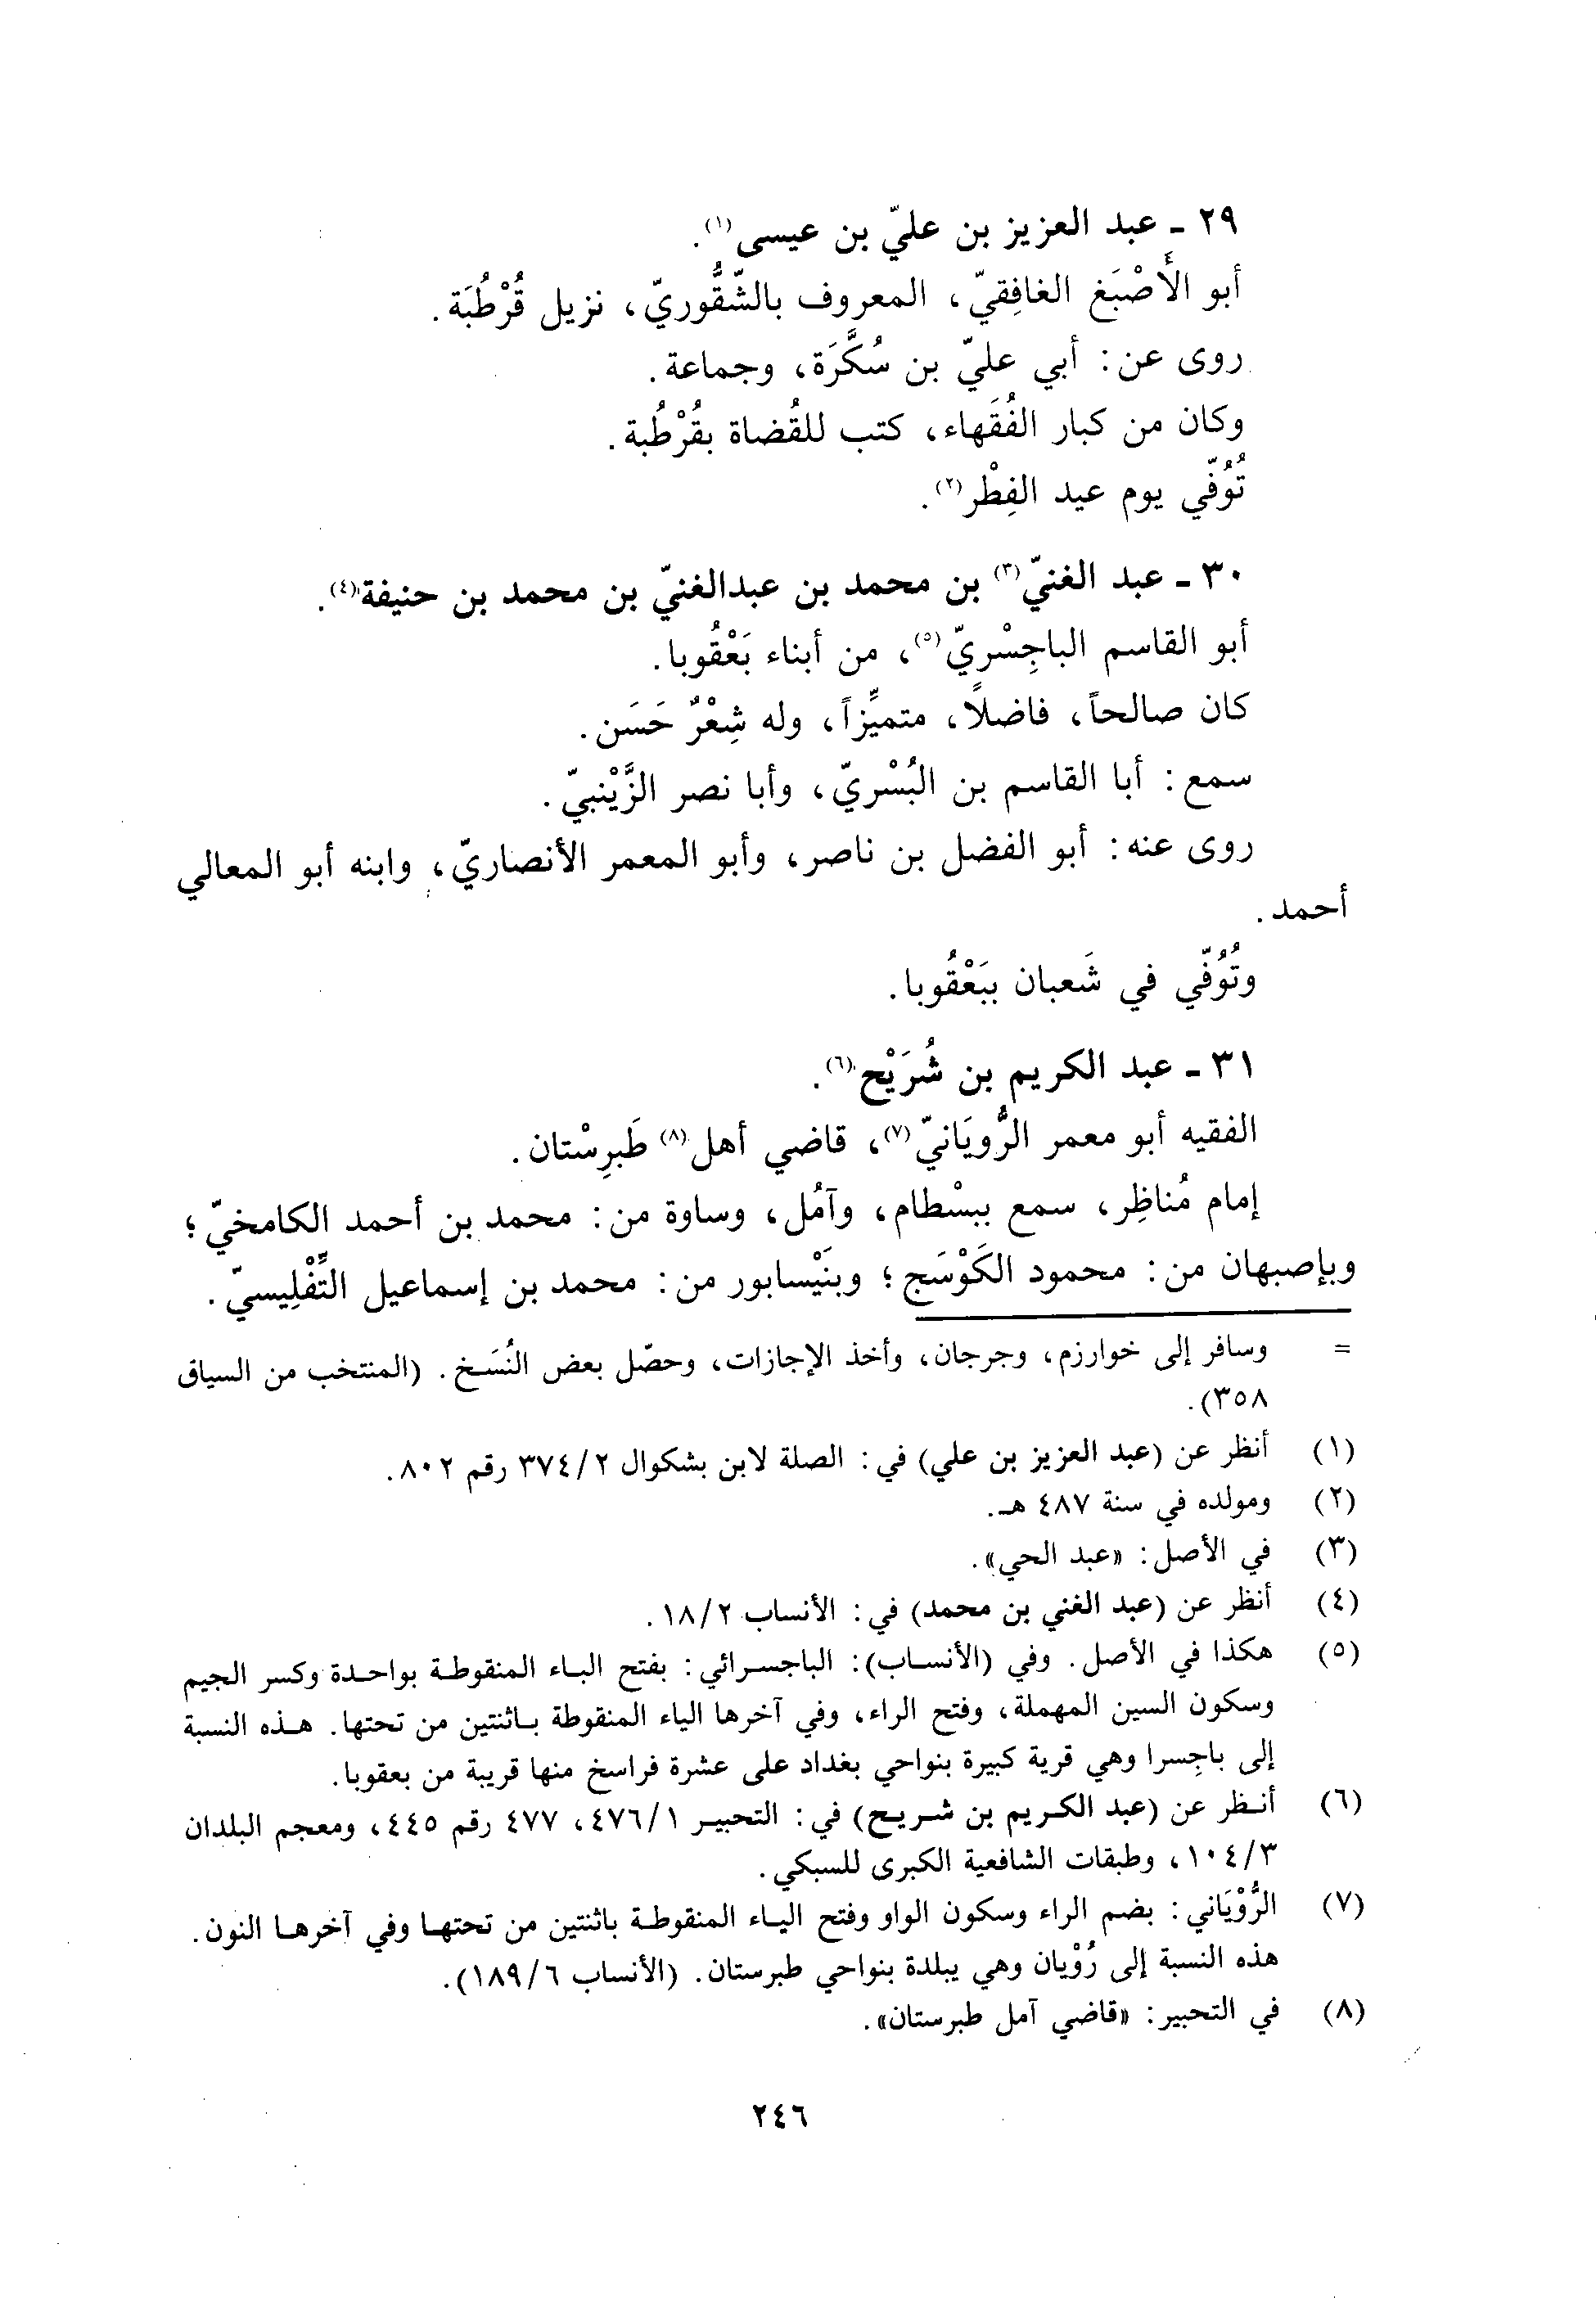 ٢٩ ـ عبد العزيز بن عليّ بن عيسى(١).
أبو الأَصْبَغ الغافِقيّ، المعروف بالشّقُّوريّ، نزيل قُرْطُبَة.
روى عن: أبي عليّ بن سُكَّرَة، وجماعة.
وكان من كبار الفُقَهاء، كتب للقُضاة بقُرْطُبة.
تُوُفّي يوم عيد الفِطْر(٢).
٣٠ ـ عبد الغنيّ(٣) بن محمد بن عبدالغنيّ بن محمد بن حنيفة(٤).
أبو القاسم الباجِسْريّ(٥)، من أبناء بَعْقُوبا.
كان صالحاً، فاضلاً، متميِّزاً، وله شِعْرٌ حَسَن.
سمع: أبا القاسم بن البُسْريّ، وأبا نصر الزَّيْنبيّ.
روى عنه: أبو الفضل بن ناصر، وأبو المعمر الأنصاريّ، وابنه أبو المعالي
أحمد.
وتُوُفّي في شَعبان ببَعْقُوبا.
٣١ ـ عبد الكريم بن شُرَيْح(٦).
الفقيه أبو معمر الرُّويَانيّ(٧)، قاضي أهل(٨) طَبرِسْتان.
إمام مُناظِر، سمع ببسْطام، وآمُل، وساوة من: محمد بن أحمد الكامخيّ؛
وبإصبهان من: محمود الكَوْسَج؛ وبنَيْسابور من: محمد بن إسماعيل التَّفْلِيسيّ.
= وسافر إلى خوارزم، وجرجان، وأخذ الإجازات، وحصّل بعض النُسَخ. (المنتخب من السياق
٣٥٨).
(١) أنظر عن (عبد العزيز بن علي) في: الصلة لابن بشكوال ٣٧٤/٢ رقم ٨٠٢.
(٢) ومولده في سنة ٤٨٧ هـ.
(٣) في الأصل: «عبد الحي».
(٤) أنظر عن (عبد الغني بن محمد) في: الأنساب ١٨/٢.
(٥) هكذا في الأصل. وفي (الأنساب): الباجسرائي: بفتح الباء المنقوطة بواحدة وكسر الجيم
وسكون السين المهملة، وفتح الراء، وفي آخرها الياء المنقوطة باثنتين من تحتها. هذه النسبة
إلى باجِسرا وهي قرية كبيرة بنواحي بغداد على عشرة فراسخ منها قريبة من بعقوبا.
(٦) أنظر عن (عبد الكريم بن شريح) في: التحبير ٤٧٦/١، ٤٧٧ رقم ٤٤٥، ومعجم البلدان
١٠٤/٣، وطبقات الشافعية الكبرى للسبكي.
(٧) الرُّوْيَاني: بضم الراء وسكون الواو وفتح الياء المنقوطة باثنتين من تحتها وفي آخرها النون.
هذه النسبة إلى رُوْيان وهي يبلدة بنواحي طبرستان. (الأنساب ١٨٩/٦).
(٨) في التحبير: «قاضي آمل طبرستان».
٢٤٦